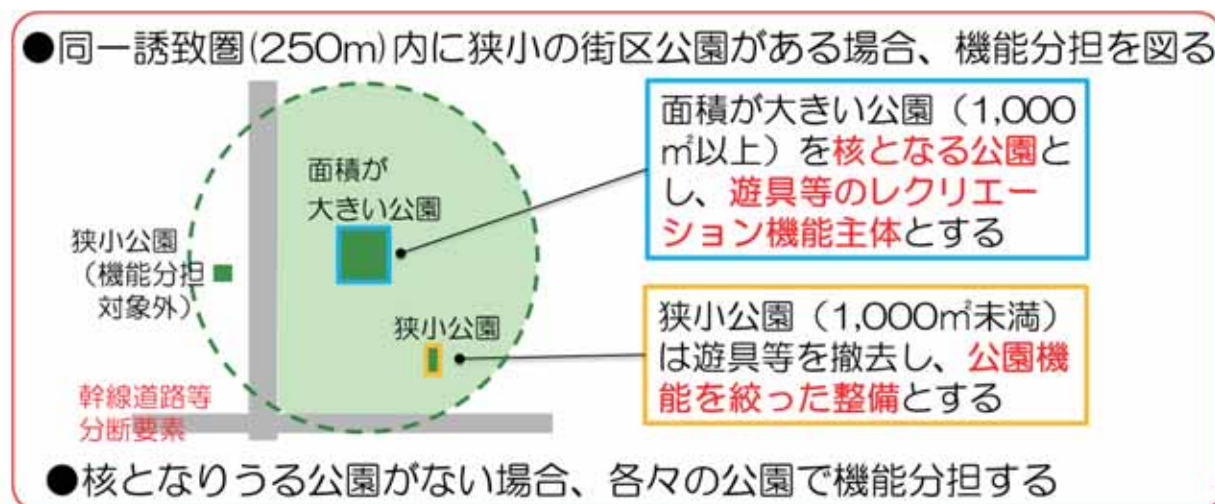 ●同一誘致圏(250m)内に狭小の街区公園がある場合、機能分担を図る
面積が
大きい公園
狭小公園
（機能分担
対象外）
狭小公園
幹線道路等
分断要素
面積が大きい公園（1,000
㎡以上）を核となる公園と
し、遊具等のレクリエー
ション機能主体とする
狭小公園（1,000㎡未満）
は遊具等を撤去し、公園機
能を絞った整備とする
●核となりうる公園がない場合、各々の公園で機能分担する